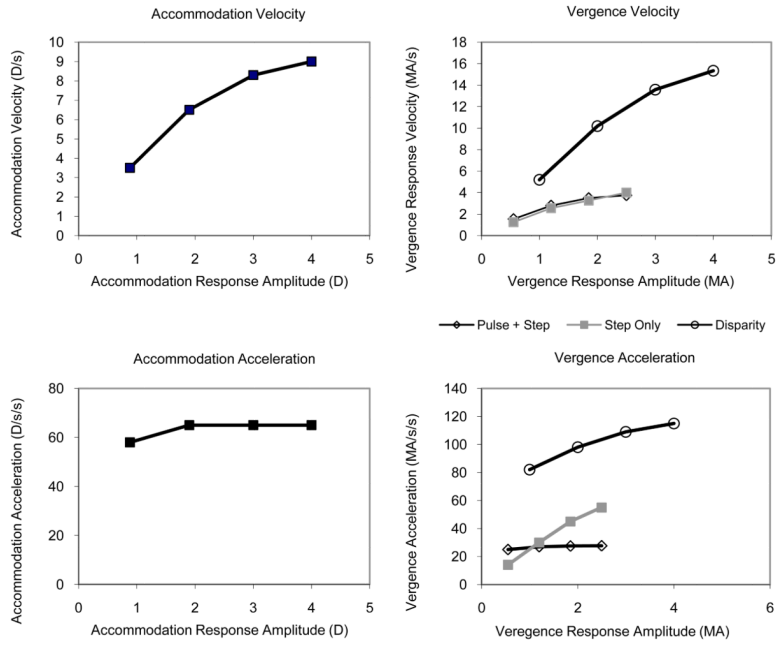 Accommodation Velocity
Accommodation Velocity (D/s)
10
9
8
7
6
5
4
3
2
1
0
0 1 2 3 4 5
Accommodation Response Amplitude (D)
Vergence Velocity
Vergence Response Velocity (MA/s)
18
16
14
12
10
8
6
4
2
0
0 1 2 3 4 5
Vergence Response Amplitude (MA)
Pulse + Step Step Only Disparity
Accommodation Acceleration
Accommodation Acceleration (D/s/s)
80
60
40
20
0
0 1 2 3 4 5
Accommodation Response Amplitude (D)
Vergence Acceleration
Vergence Acceleration (MA/s/s)
140
120
100
80
60
40
20
0
0 2 4 6
Veregence Response Amplitude (MA)